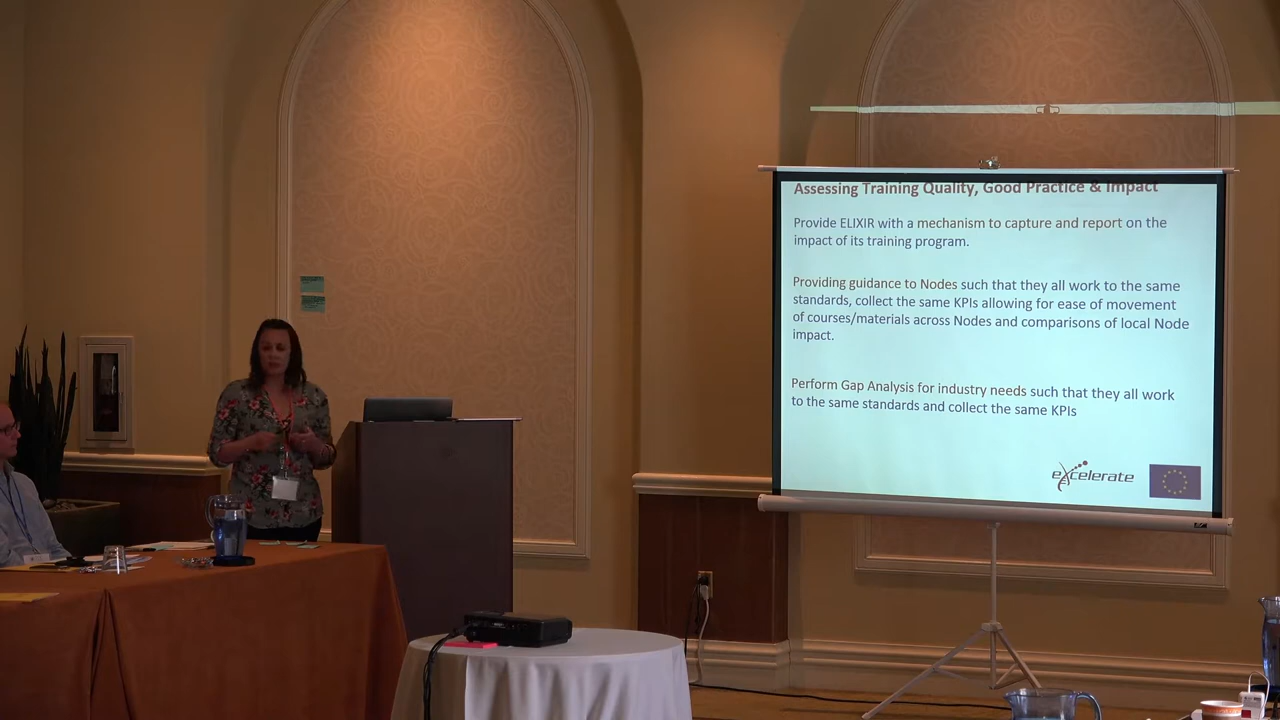 Assessing Training Quality, Good Practice & Impact
Provide ELIXIR with a mechanism to capture and report on the
impact of its training program.
Providing guidance to Nodes such that they all work to the same
standards, collect the same KPIs allowing for ease of movement
of courses/materials across Nodes and comparisons of local Node
impact.
Perform Gap Analysis for industry needs such that they all work
to the same standards and collect the same KPIs
eXcelerate